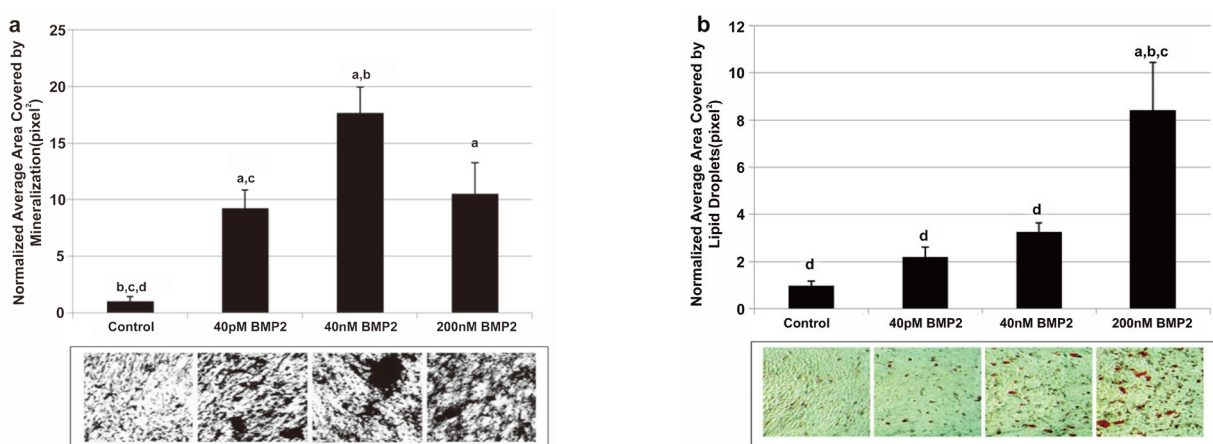 a
Normalized Average Area Covered by
Mineralization(pixel²)
25
20
15
10
5
0
b,c,d
a,c
a,b
a
Control
40pM BMP2
40nM BMP2
200nM BMP2
b
Normalized Average Area Covered by
Lipid Droplets(pixel²)
12
10
8
6
4
2
0
d
d
d
a,b,c
Control
40pM BMP2
40nM BMP2
200nM BMP2